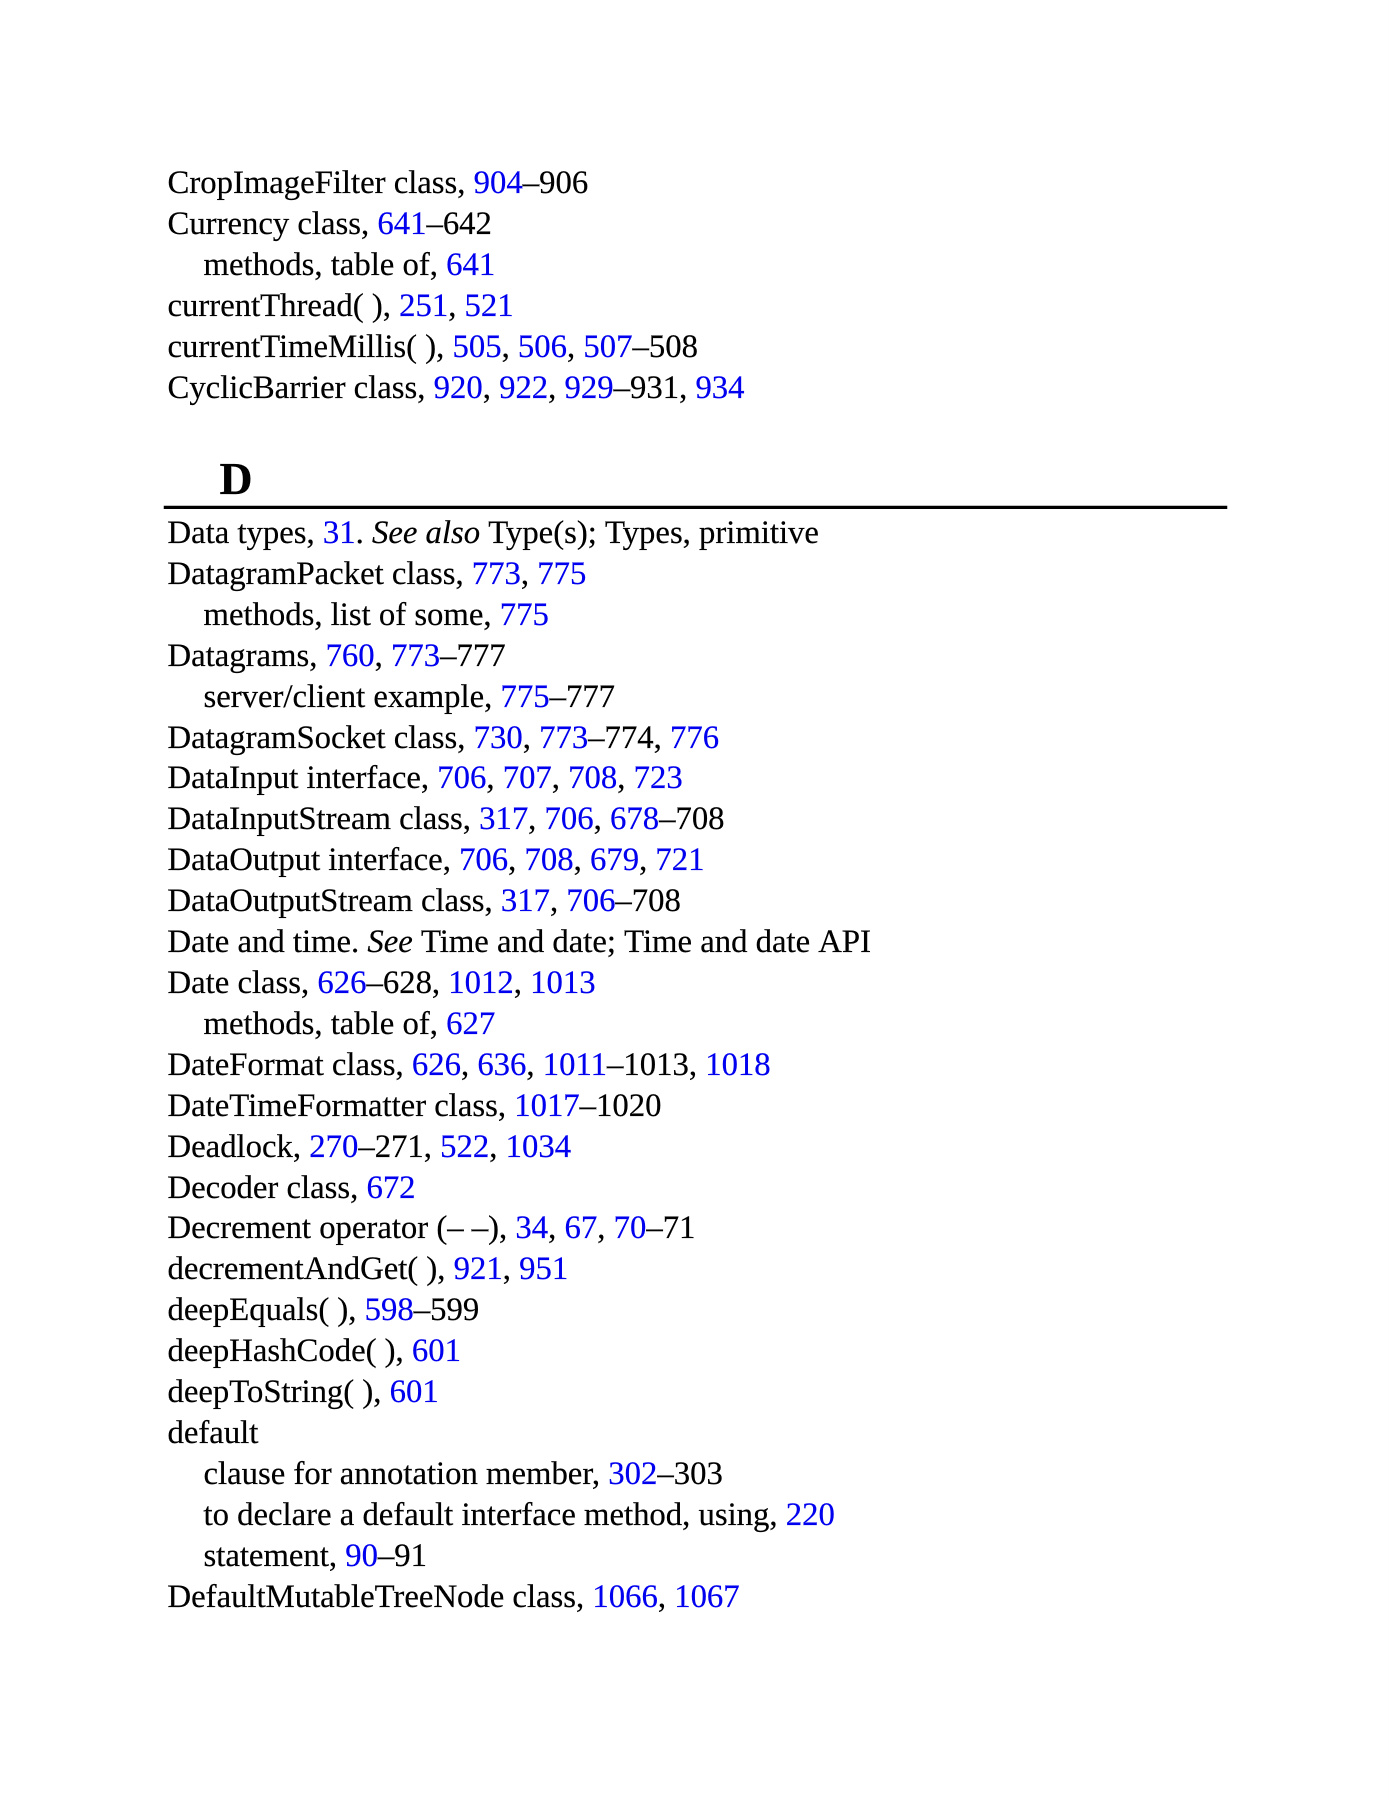 CropImageFilter class, 904–906
Currency class, 641–642
methods, table of, 641
currentThread( ), 251, 521
currentTimeMillis( ), 505, 506, 507–508
CyclicBarrier class, 920, 922, 929–931, 934
D
Data types, 31. See also Type(s); Types, primitive
DatagramPacket class, 773, 775
methods, list of some, 775
Datagrams, 760, 773–777
server/client example, 775–777
DatagramSocket class, 730, 773–774, 776
DataInput interface, 706, 707, 708, 723
DataInputStream class, 317, 706, 678–708
DataOutput interface, 706, 708, 679, 721
DataOutputStream class, 317, 706–708
Date and time. See Time and date; Time and date API
Date class, 626–628, 1012, 1013
methods, table of, 627
DateFormat class, 626, 636, 1011–1013, 1018
DateTimeFormatter class, 1017–1020
Deadlock, 270–271, 522, 1034
Decoder class, 672
Decrement operator (– –), 34, 67, 70–71
decrementAndGet( ), 921, 951
deepEquals( ), 598–599
deepHashCode( ), 601
deepToString( ), 601
default
clause for annotation member, 302–303
to declare a default interface method, using, 220
statement, 90–91
DefaultMutableTreeNode class, 1066, 1067